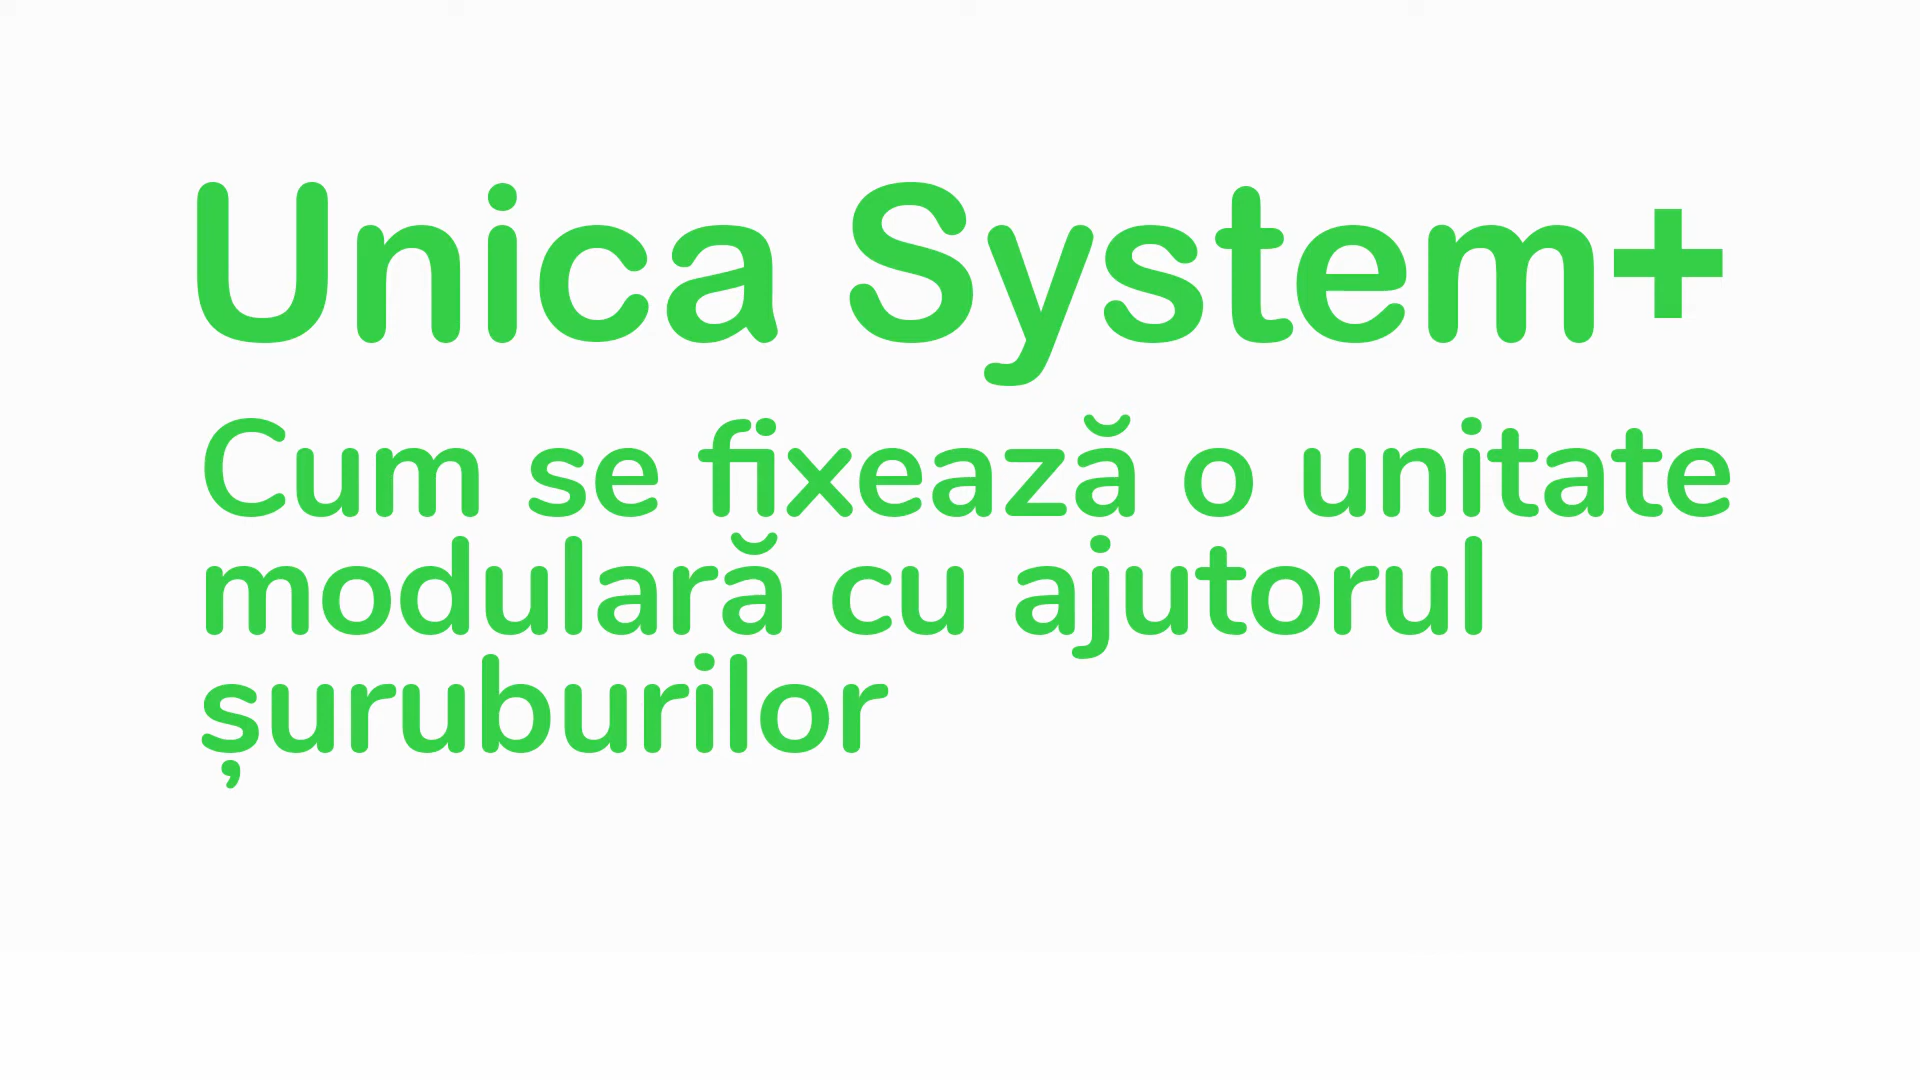 Unica System+
Cum se fixează o unitate
modulară cu ajutorul
șuruburilor